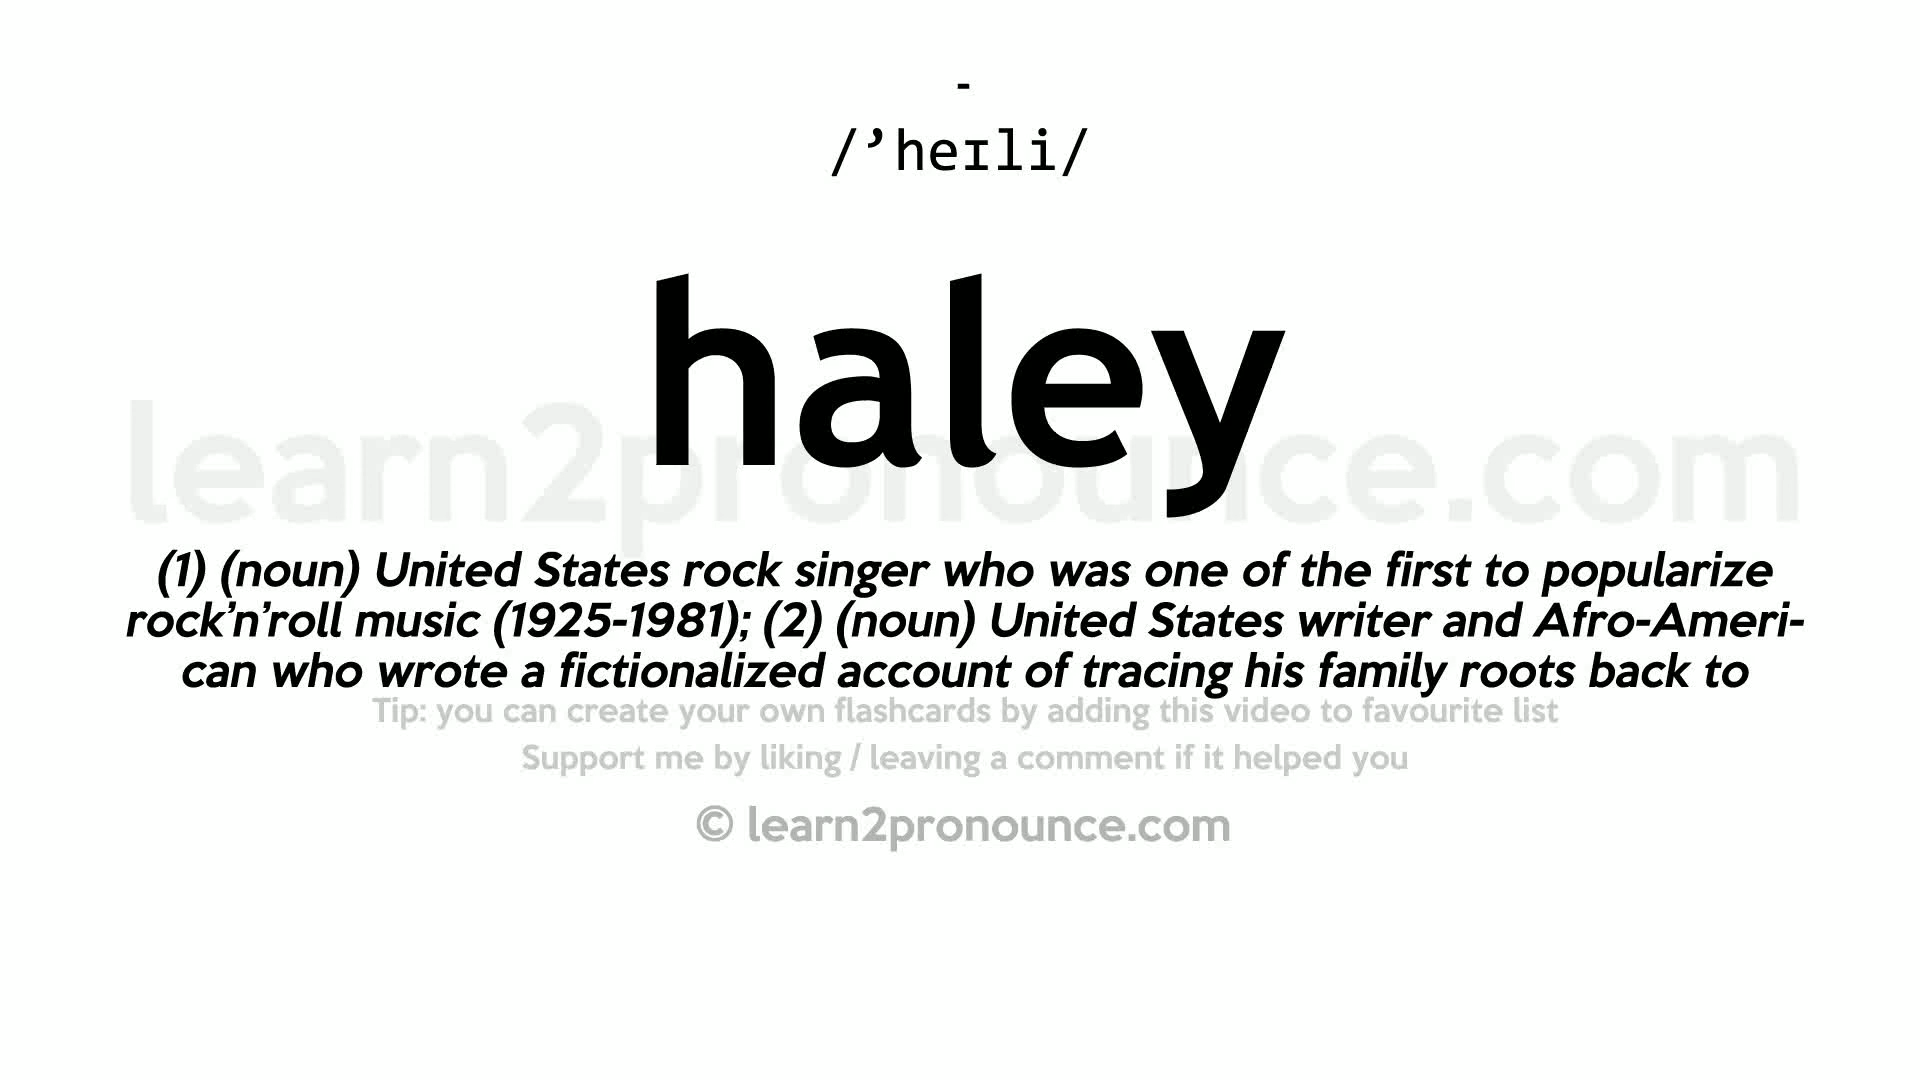 -
/’heɪli/
haley
learn2pronounce.com
(1) (noun) United States rock singer who was one of the first to popularize
rock’n’roll music (1925-1981); (2) (noun) United States writer and Afro-Ameri-
can who wrote a fictionalized account of tracing his family roots back to
Tip: you can create your own flashcards by adding this video to favourite list
Support me by liking / leaving a comment if it helped you
© learn2pronounce.com